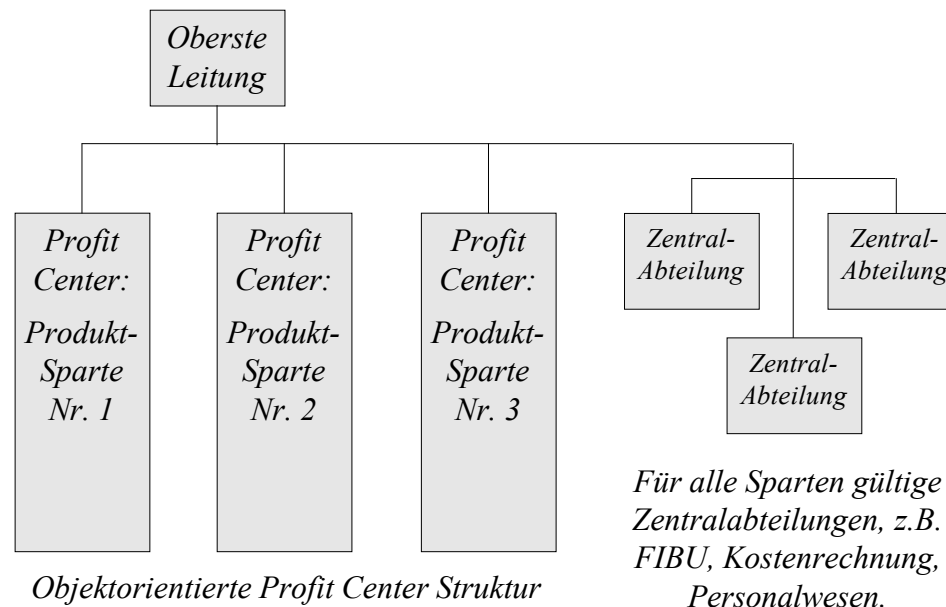 Oberste
Leitung
Profit
Center:
Produkt-
Sparte
Nr. 1
Profit
Center:
Produkt-
Sparte
Nr. 2
Profit
Center:
Produkt-
Sparte
Nr. 3
Zentral-
Abteilung
Zentral-
Abteilung
Zentral-
Abteilung
Objektorientierte Profit Center Struktur
Für alle Sparten gültige
Zentralabteilungen, z.B.
FIBU, Kostenrechnung,
Personalwesen.